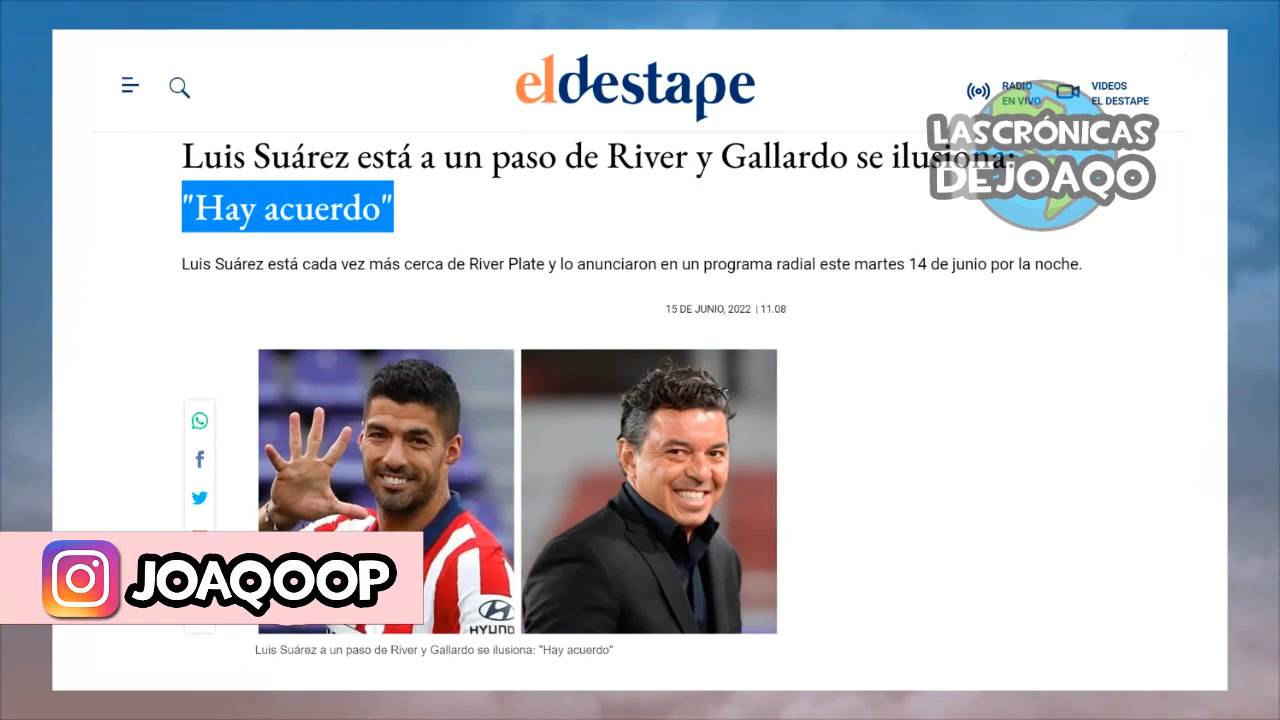 eldestape
RADIO
EN VIVO
VIDEOS
EL DESTAPE
LAS CRÓNICAS
DE JOAQO
Luis Suárez está a un paso de River y Gallardo se ilusiona:
"Hay acuerdo"
Luis Suárez está cada vez más cerca de River Plate y lo anunciaron en un programa radial este martes 14 de junio por la noche.
15 DE JUNIO, 2022 | 11.08
HYUNDAI
JOAQOOP
Luis Suárez a un paso de River y Gallardo se ilusiona: "Hay acuerdo"